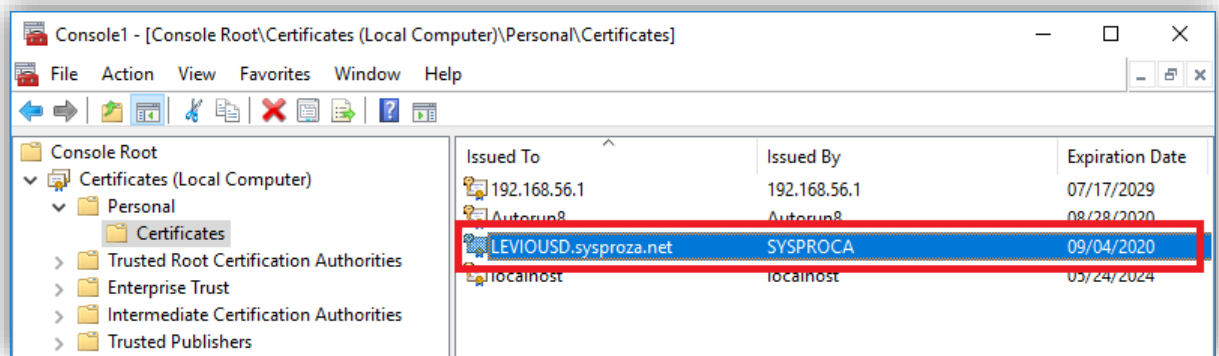 Console1 - [Console Root\Certificates (Local Computer)\Personal\Certificates]
File Action View Favorites Window Help
Console Root
Certificates (Local Computer)
Personal
Certificates
Trusted Root Certification Authorities
Enterprise Trust
Intermediate Certification Authorities
Trusted Publishers
Issued To Issued By Expiration Date
192.168.56.1 192.168.56.1 07/17/2029
Autorun8 Autorun8 08/28/2020
LEVIOUSD.sysproza.net SYSPROCA 09/04/2020
localhost localhost 05/24/2024